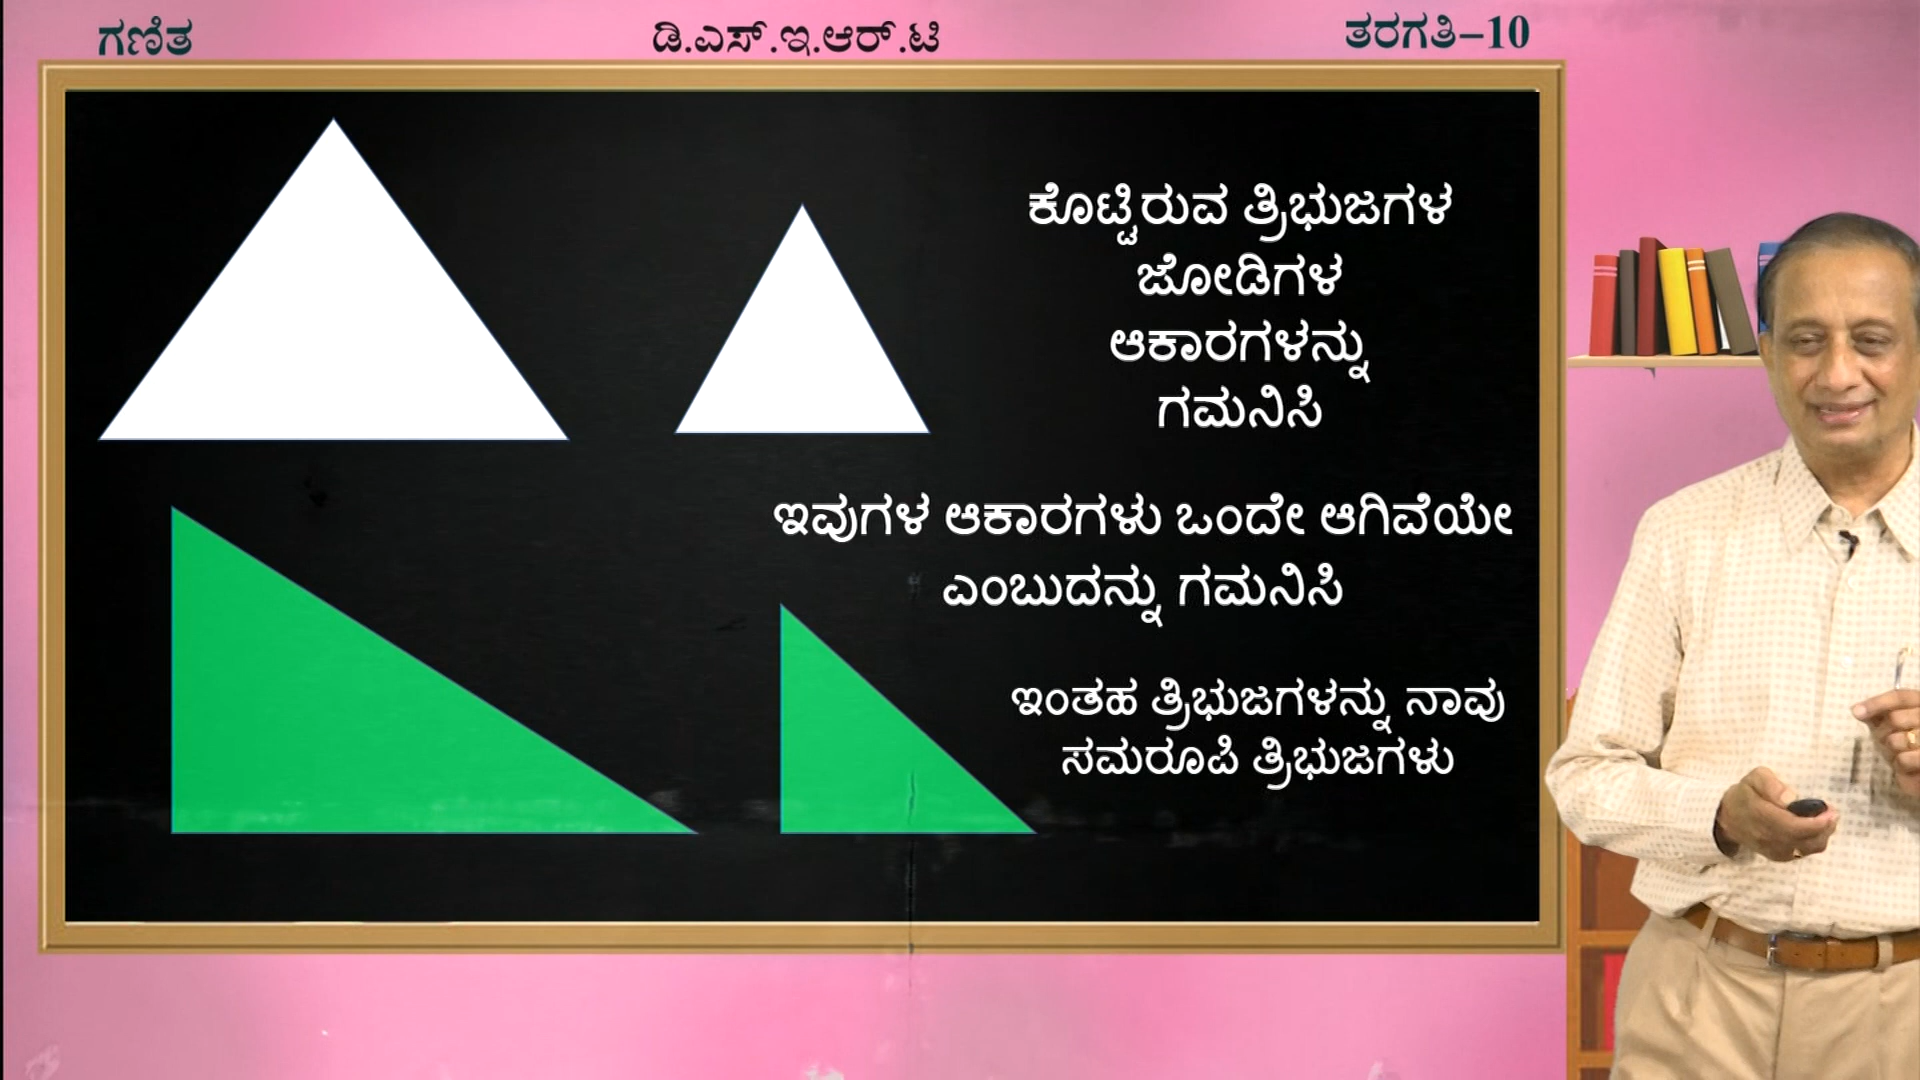 ಗಣಿತ
ಡಿ.ಎಸ್.ಇ.ಆರ್.ಟಿ
ತರಗತಿ–10
ಕೊಟ್ಟಿರುವ ತ್ರಿಭುಜಗಳ
ಜೋಡಿಗಳ
ಆಕಾರಗಳನ್ನು
ಗಮನಿಸಿ
ಇವುಗಳ ಆಕಾರಗಳು ಒಂದೇ ಆಗಿವೆಯೇ
ಎಂಬುದನ್ನು ಗಮನಿಸಿ
ಇಂತಹ ತ್ರಿಭುಜಗಳನ್ನು ನಾವು
ಸಮರೂಪಿ ತ್ರಿಭುಜಗಳು